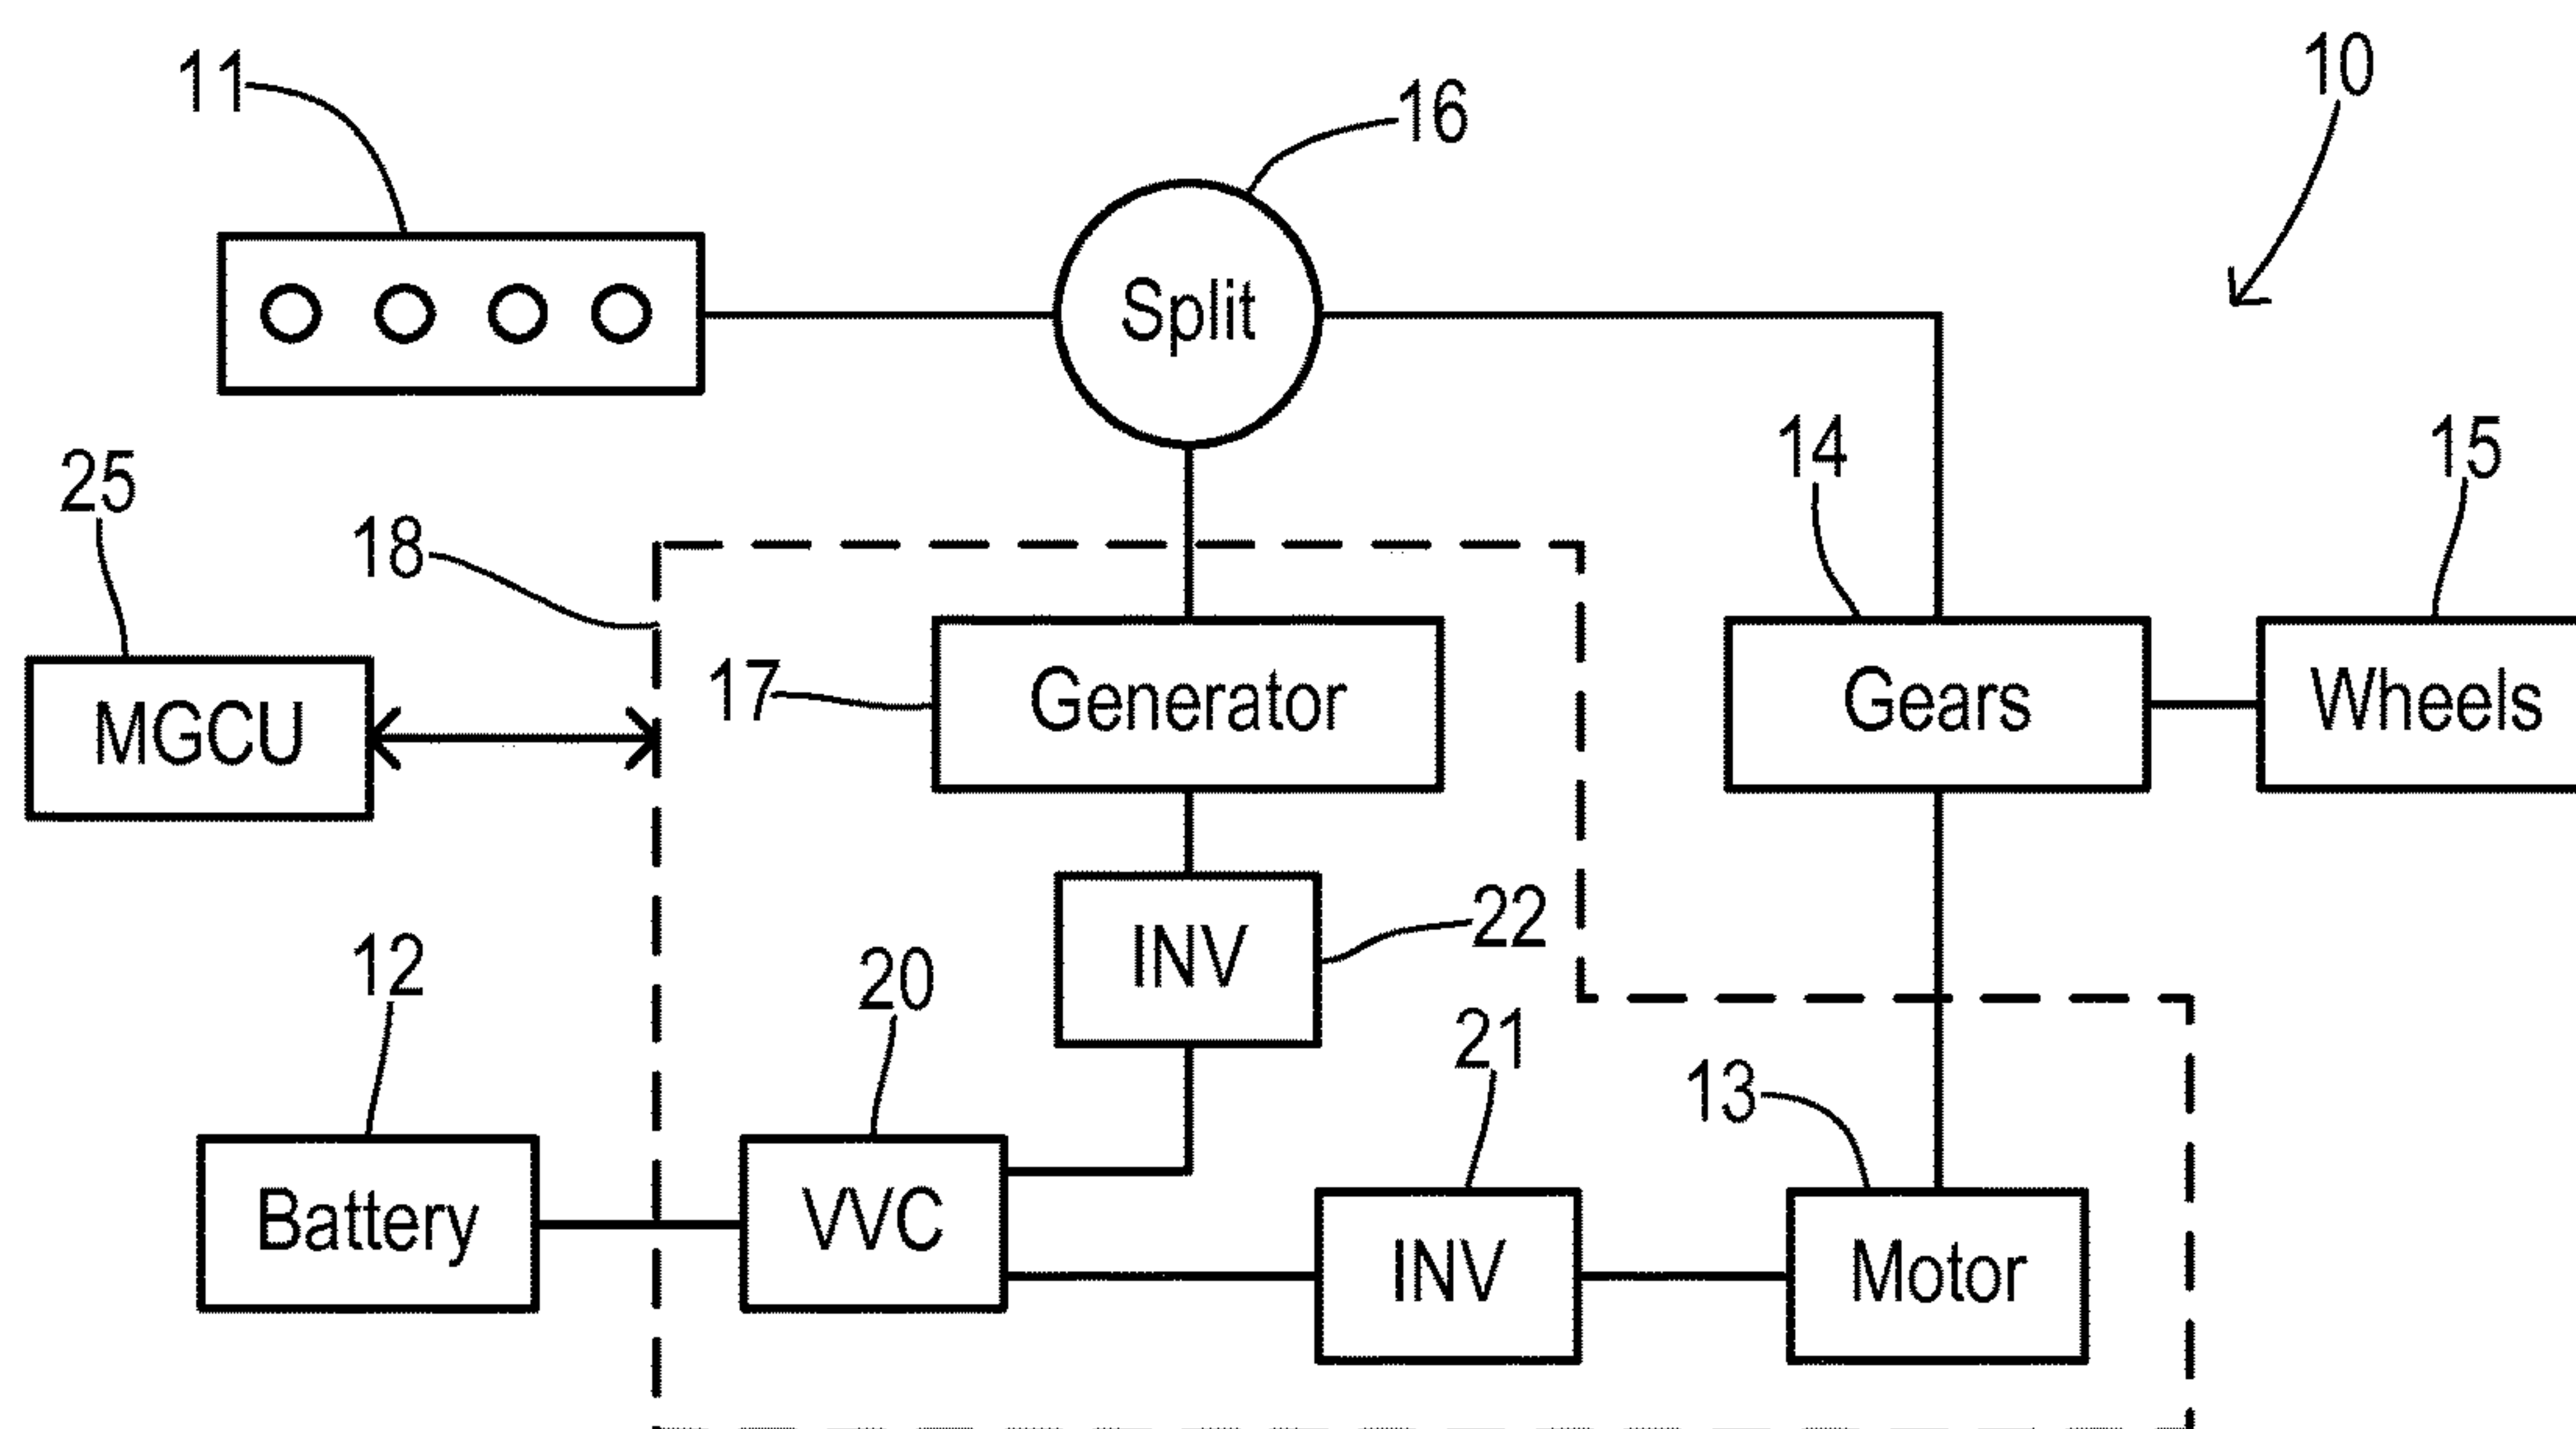 11
16
10
Split
25
18
14
15
17
MGCU
Generator
Gears
Wheels
12
20
INV
22
21
13
Battery
VVC
INV
Motor